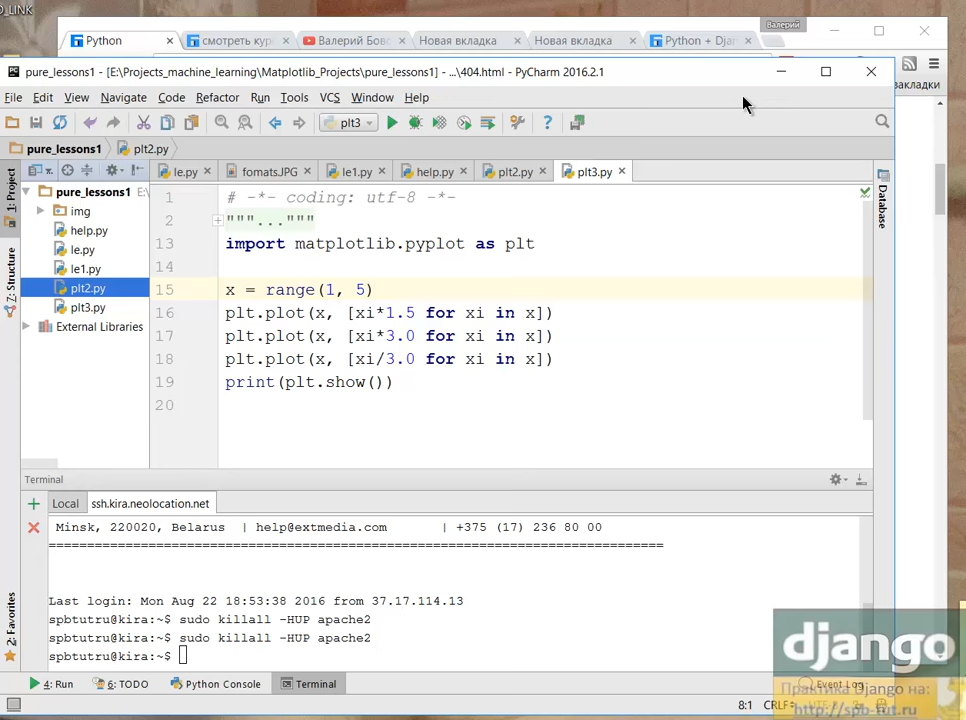 O_LINK
Валерий
Python
смотреть кур
Валерий Бов
Новая вкладка
Новая вкладка
Python + Dja
pure_lessons1 - [E:\Projects_machine_learning\Matplotlib_Projects\pure_lessons1] - ...\404.html - PyCharm 2016.2.1
акладки
File Edit View Navigate Code Refactor Run Tools VCS Window Help
plt3
pure_lessons1 plt2.py
le.py fomats.JPG le1.py help.py plt2.py plt3.py
1: Project
7: Structure
2: Favorites
Database
pure_lessons1 E:\
img
help.py
le.py
le1.py
plt2.py
plt3.py
External Libraries
1 # -*- coding: utf-8 -*-
2 """..."""
13 import matplotlib.pyplot as plt
14
15 x = range(1, 5)
16 plt.plot(x, [xi*1.5 for xi in x])
17 plt.plot(x, [xi*3.0 for xi in x])
18 plt.plot(x, [xi/3.0 for xi in x])
19 print(plt.show())
20
Terminal
Local ssh.kira.neolocation.net
Minsk, 220020, Belarus | help@extmedia.com | +375 (17) 236 80 00
===========================================================================
Last login: Mon Aug 22 18:53:38 2016 from 37.17.114.13
spbtutru@kira:~$ sudo killall -HUP apache2
spbtutru@kira:~$ sudo killall -HUP apache2
spbtutru@kira:~$
django
Практика Django на:
http://spb-tut.ru
4: Run 6: TODO Python Console Terminal Event Log
8:1 CRLF